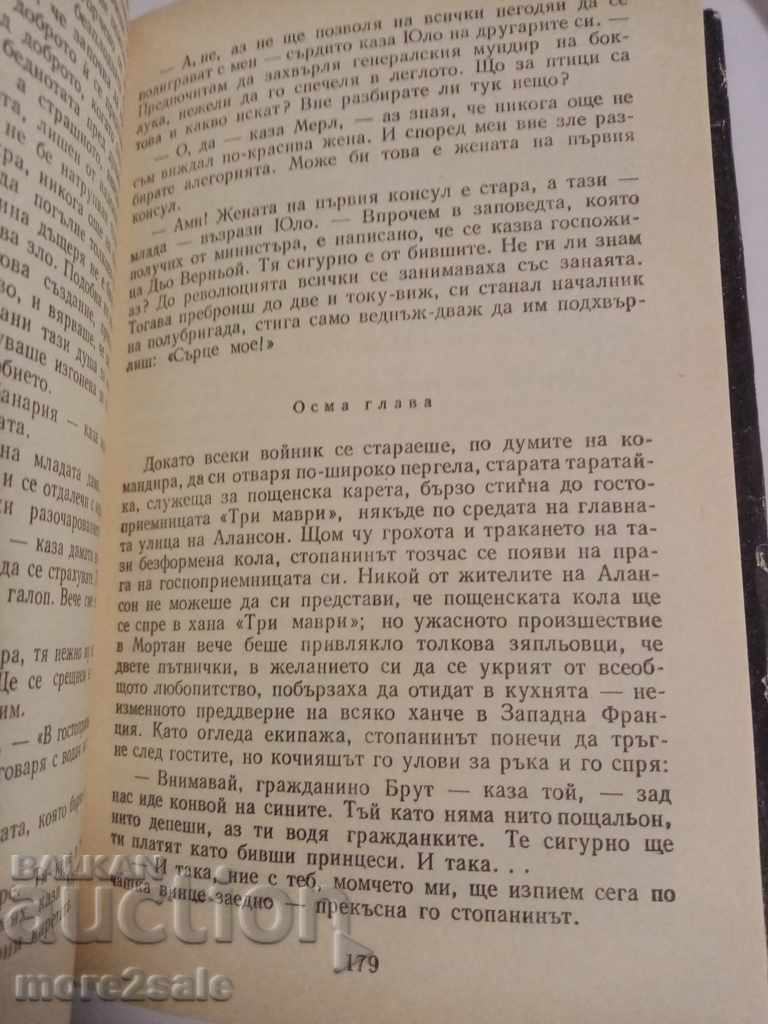 — А, не, аз не ще позволя на всички негодяи да се
подиграват с мен — сърдито каза Юло на другарите си. —
Предпочитам да захвърля генералския мундир на бок-
лука, нежели да го спечеля в леглото. Що за птици са
това и какво искат? Вие разбирате ли тук нещо?
— О, да — каза Мерл, — аз зная, че никога още не
съм виждал по-красива жена. И според мен вие зле раз-
бирате алегорията. Може би това е жената на първия
консул.
— Ами! Жената на първия консул е стара, а тази —
млада — възрази Юло. — Впрочем в заповедта, която
получих от министъра, е написано, че се казва госпожи-
ца Дьо Верньой. Тя сигурно е от бившите. Не ги ли знам
аз? До революцията всички се занимаваха със занаята.
Тогава преброиш до две и току-виж, си станал началник
на полубригада, стига само веднъж-дваж да им подхвър-
лиш: «Сърце мое!»
Осма глава
Докато всеки войник се стараеше, по думите на ко-
мандира, да си отваря по-широко пергела, старата таратай-
ка, служеща за пощенска карета, бързо стигна до госто-
приемницата «Три маври», някъде по средата на главна-
та улица на Алансон. Щом чу грохота и тракането на та-
зи безформена кола, стопанинът тозчас се появи на пра-
га на госпоприемницата си. Никой от жителите на Алан-
сон не можеше да си представи, че пощенската кола ще
се спре в хана «Три маври»; но ужасното произшествие
в Мортан вече беше привлякло толкова зяпльовци, че
двете пътнички, в желанието си да се укрият от всеоб-
щото любопитство, побързаха да отидат в кухнята — не-
изменното преддверие на всяко ханче в Западна Фран-
ция. Като огледа екипажа, стопанинът понечи да тръг-
не след гостите, но кочияшът го улови за ръка и го спря:
— Внимавай, гражданино Брут — каза той, — зад
нас иде конвой на сините. Тъй като няма нито пощальон,
нито депеши, аз ти водя гражданките. Те сигурно ще
ти платят като бивши принцеси. И така...
— И така, ние с теб, момчето ми, ще изпием сега по
чашка винце заедно — прекъсна го стопанинът.
179
BALKAN
auction
more2sale